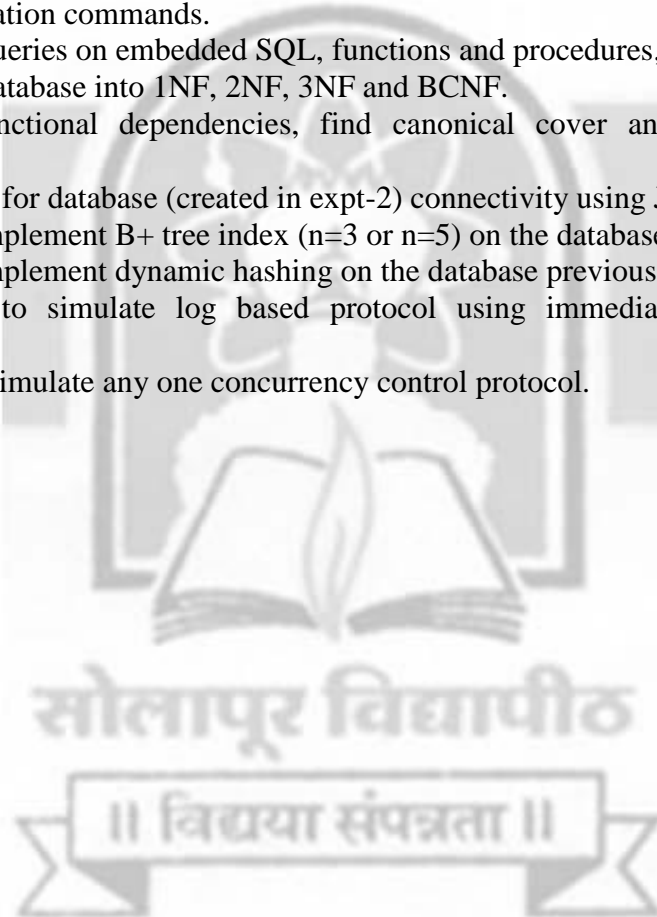 ation commands.
ueries on embedded SQL, functions and procedures,
atabase into 1NF, 2NF, 3NF and BCNF.
nctional dependencies, find canonical cover an
for database (created in expt-2) connectivity using J
mplement B+ tree index (n=3 or n=5) on the database
mplement dynamic hashing on the database previous
to simulate log based protocol using immedia
simulate any one concurrency control protocol.
सोलापूर विद्यापीठ
॥ विद्यया संपन्नता ॥